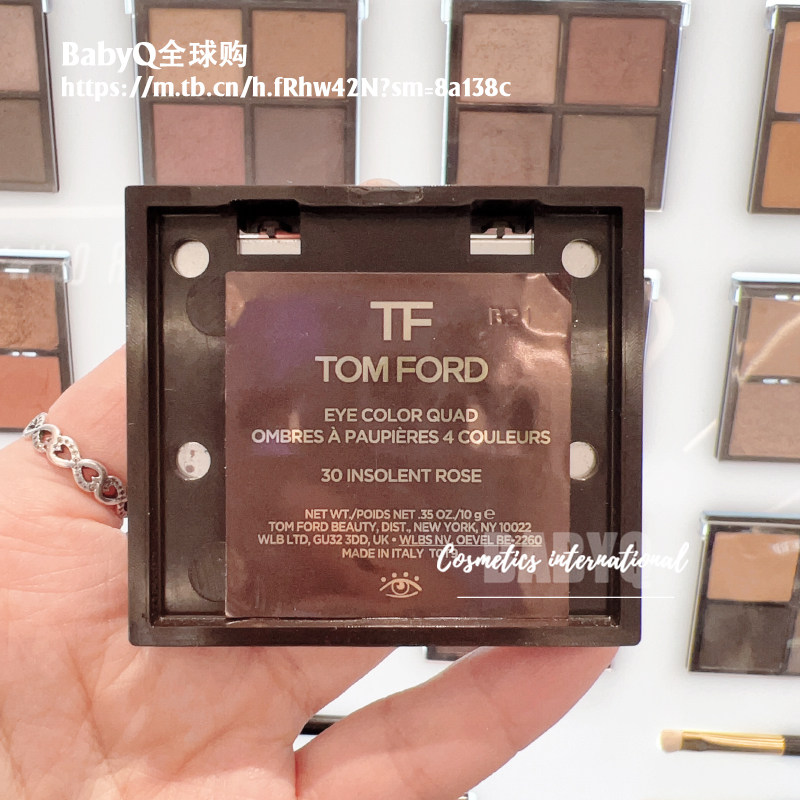 BabyQ全球购
https://m.tb.cn/h.fRhw42N?sm=8a138c
TF
TOM FORD
EYE COLOR QUAD
OMBRES À PAUPIÈRES 4 COULEURS
30 INSOLENT ROSE
NET WT./POIDS NET .35 OZ./10 g e
TOM FORD BEAUTY, DIST., NEW YORK, NY 10022
WLB LTD, GU32 3DD, UK • WLBS NV, OEVEL BE-2260
MADE IN ITALY
BABYQ
Cosmetics international